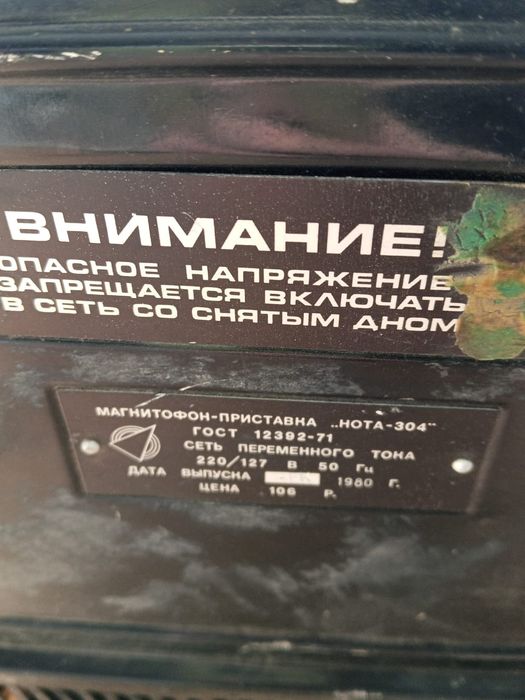 ВНИМАНИЕ!
ОПАСНОЕ НАПРЯЖЕНИЕ
ЗАПРЕЩАЕТСЯ ВКЛЮЧАТЬ
В СЕТЬ СО СНЯТЫМ ДНОМ
МАГНИТОФОН-ПРИСТАВКА „НОТА-304"
ГОСТ 12392-71
СЕТЬ ПЕРЕМЕННОГО ТОКА
220/127 В 50 Гц
ДАТА ВЫПУСКА 1980 Г.
ЦЕНА 106 Р.